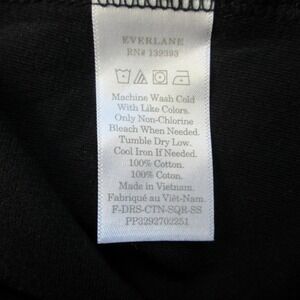 EVERLANE
RN# 139393
Machine Wash Cold
With Like Colors.
Only Non-Chlorine
Bleach When Needed.
Tumble Dry Low.
Cool Iron If Needed.
100% Cotton.
100% Coton.
Made in Vietnam.
Fabriqué au Viêt-Nam.
F-DRS-CTN-SQR-SS
PP3292702251